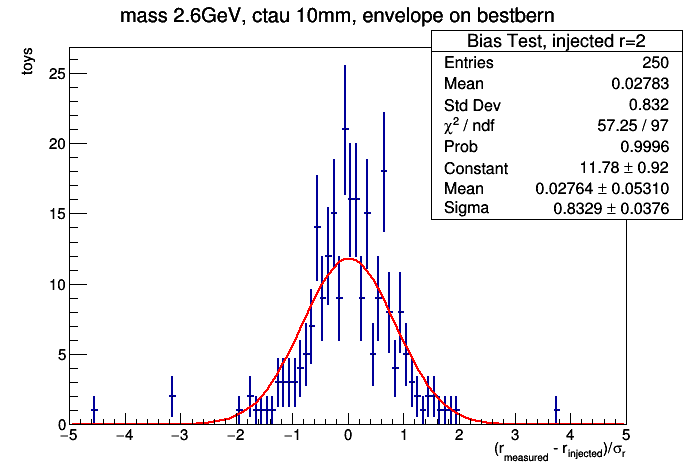 mass 2.6GeV, ctau 10mm, envelope on bestbern
Bias Test, injected r=2
Entries 250
Mean 0.02783
Std Dev 0.832
χ² / ndf 57.25 / 97
Prob 0.9996
Constant 11.78 ± 0.92
Mean 0.02764 ± 0.05310
Sigma 0.8329 ± 0.0376
toys
25
20
15
10
5
0
−5 −4 −3 −2 −1 0 1 2 3 4 5
(r_measured - r_injected)/σ_r